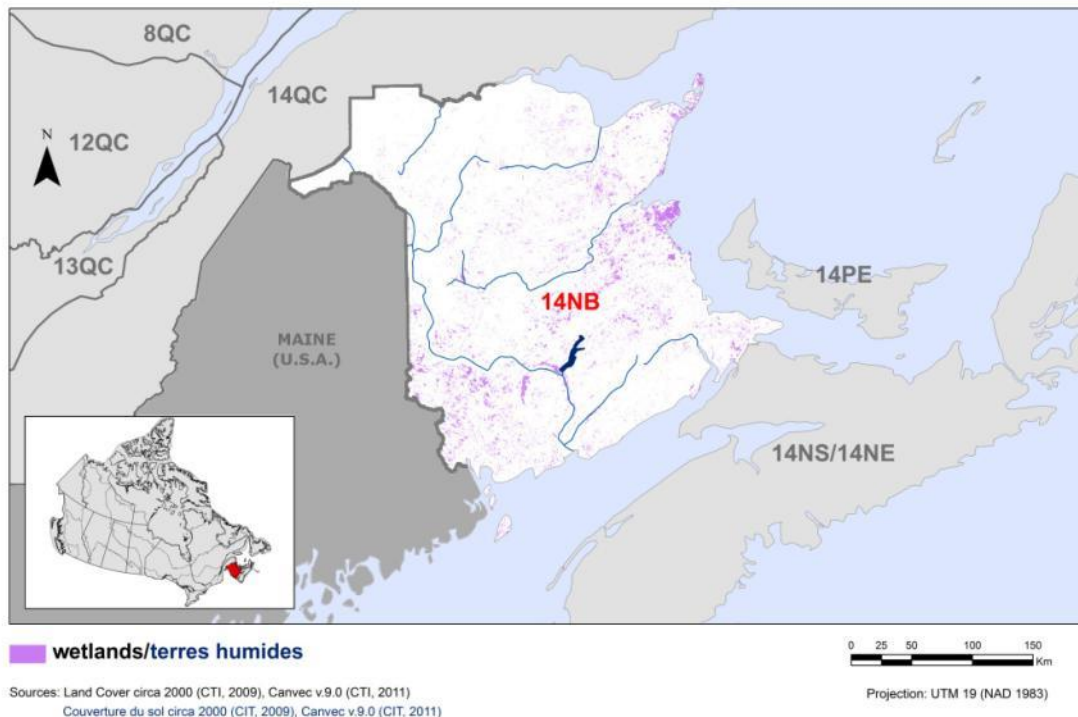 8QC
14QC
N
12QC
13QC
14PE
14NB
MAINE
(U.S.A.)
14NS/14NE
wetlands/terres humides
0 25 50 100 150
Km
Sources: Land Cover circa 2000 (CTI, 2009), Canvec v.9.0 (CTI, 2011)
Projection: UTM 19 (NAD 1983)
Couverture du sol circa 2000 (CIT, 2009), Canvec v.9.0 (CIT, 2011)